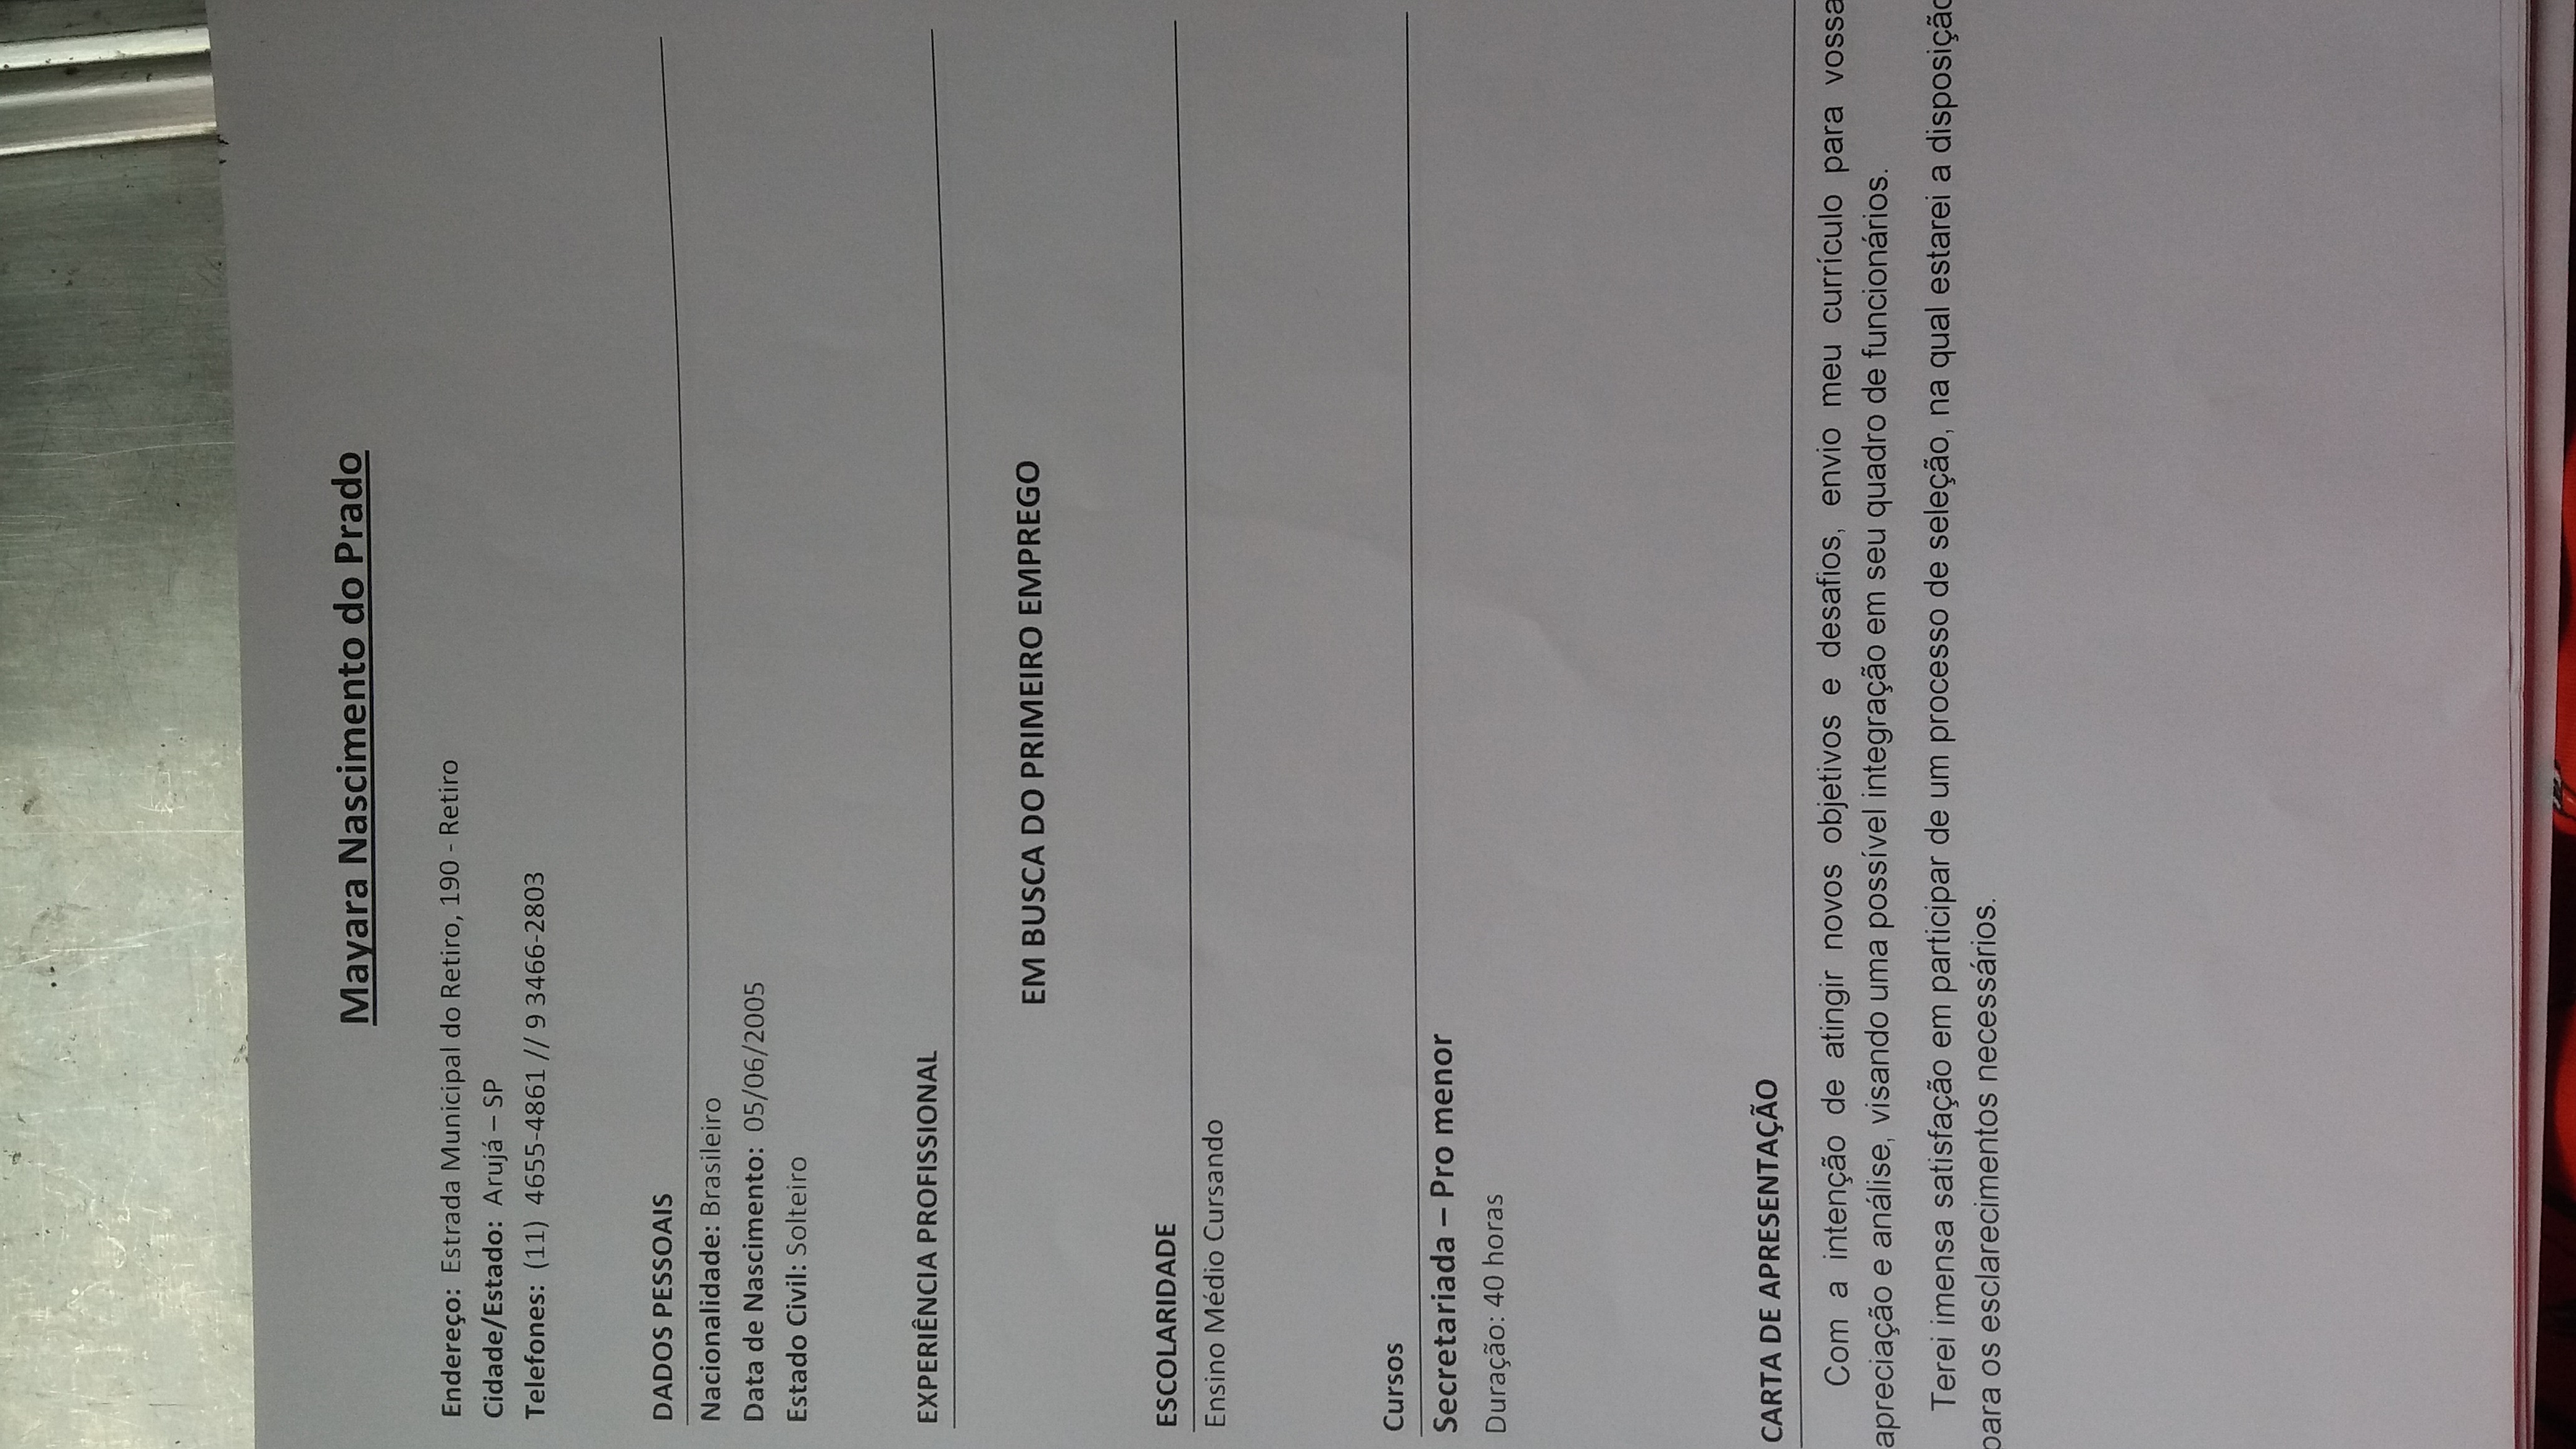 Mayara Nascimento do Prado
Endereço: Estrada Municipal do Retiro, 190 - Retiro
Cidade/Estado: Arujá – SP
Telefones: (11) 4655-4861 // 9 3466-2803
DADOS PESSOAIS
Nacionalidade: Brasileiro
Data de Nascimento: 05/06/2005
Estado Civil: Solteiro
EXPERIÊNCIA PROFISSIONAL
EM BUSCA DO PRIMEIRO EMPREGO
ESCOLARIDADE
Ensino Médio Cursando
Cursos
Secretariada – Pro menor
Duração: 40 horas
CARTA DE APRESENTAÇÃO
Com a intenção de atingir novos objetivos e desafios, envio meu currículo para vossa
apreciação e análise, visando uma possível integração em seu quadro de funcionários.
Terei imensa satisfação em participar de um processo de seleção, na qual estarei a disposição
para os esclarecimentos necessários.